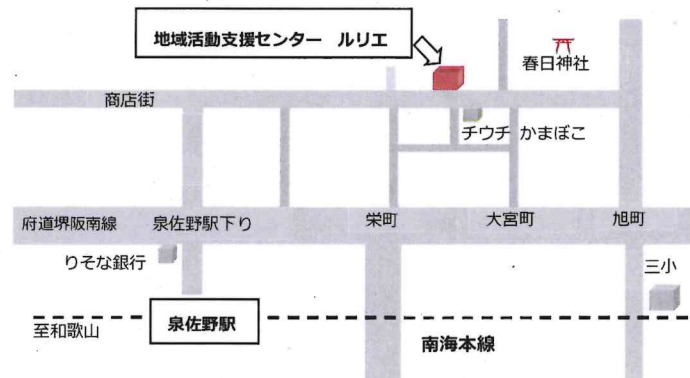 地域活動支援センター　ルリエ
春日神社
商店街
チウチ かまぼこ
府道堺阪南線
泉佐野駅下り
栄町
大宮町
旭町
りそな銀行
三小
至和歌山
泉佐野駅
南海本線